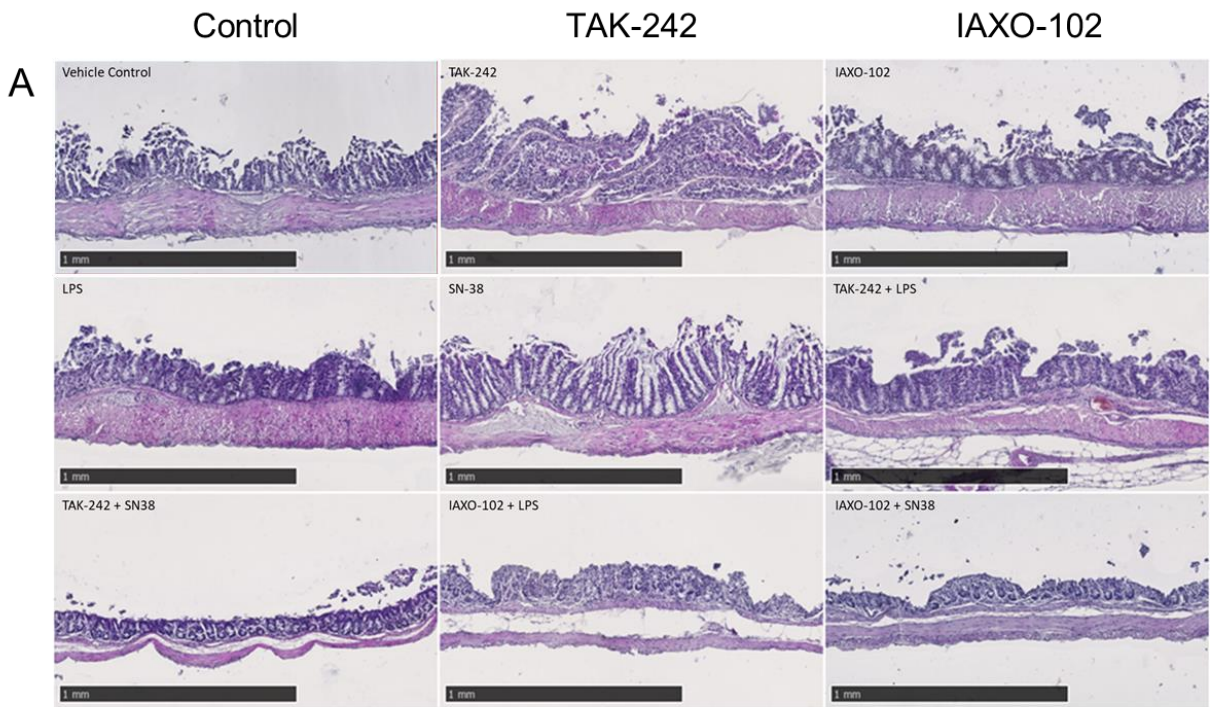 Control TAK-242 IAXO-102
A
Vehicle Control TAK-242 IAXO-102
1 mm 1 mm 1 mm
LPS SN-38 TAK-242 + LPS
1 mm 1 mm 1 mm
TAK-242 + SN38 IAXO-102 + LPS IAXO-102 + SN38
1 mm 1 mm 1 mm